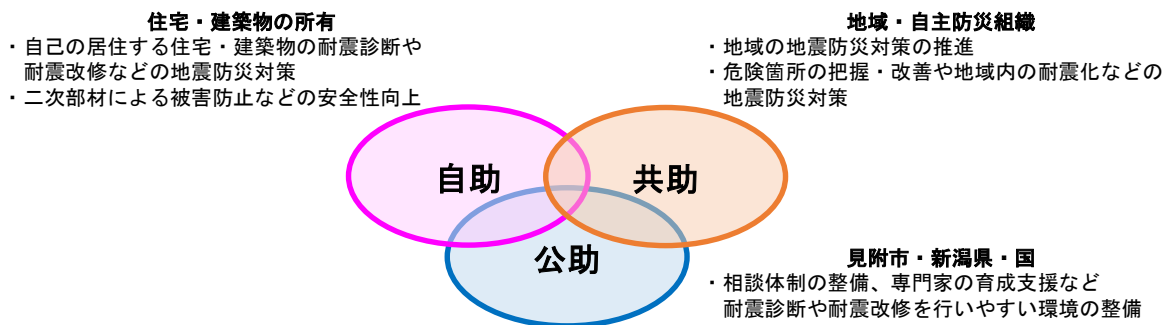 住宅・建築物の所有
・自己の居住する住宅・建築物の耐震診断や
耐震改修などの地震防災対策
・二次部材による被害防止などの安全性向上
地域・自主防災組織
・地域の地震防災対策の推進
・危険箇所の把握・改善や地域内の耐震化などの
地震防災対策
自助
共助
公助
見附市・新潟県・国
・相談体制の整備、専門家の育成支援など
耐震診断や耐震改修を行いやすい環境の整備